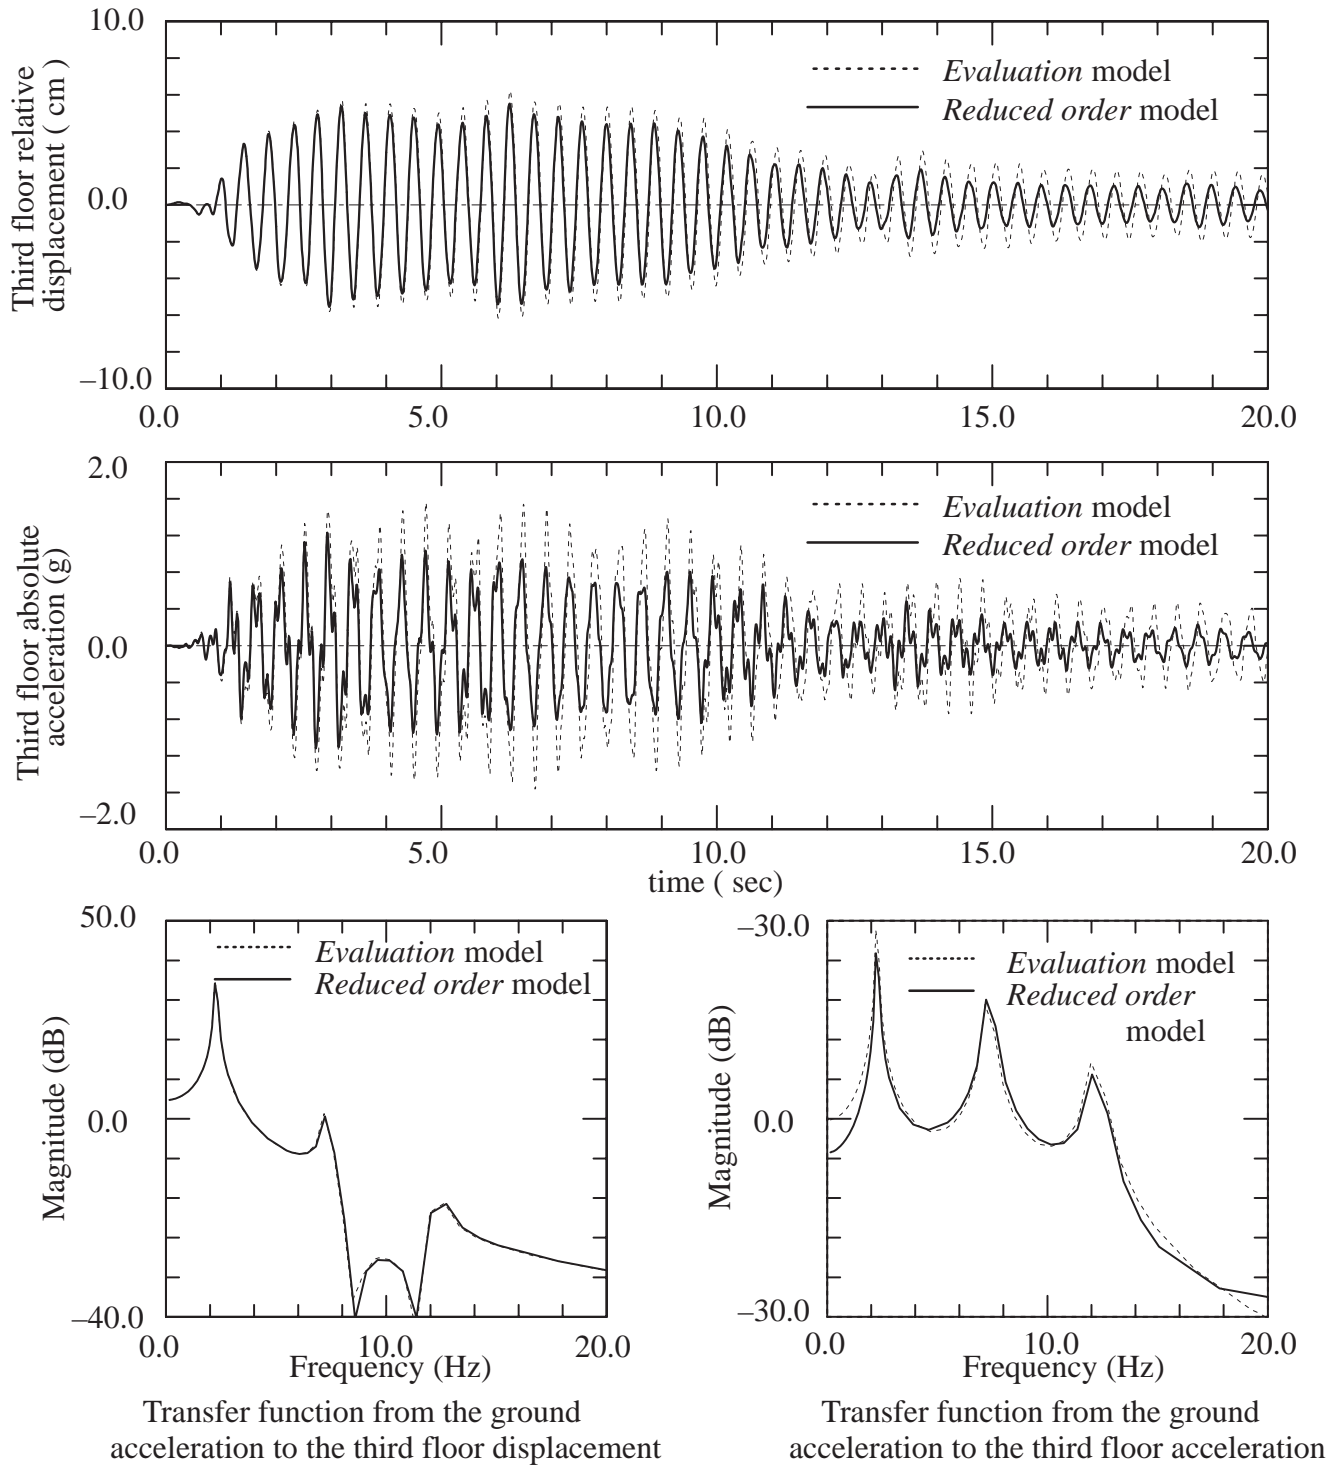 10.0
Third floor relative
displacement ( cm )
Evaluation model
Reduced order model
0.0
–10.0
0.0
5.0
10.0
15.0
20.0
2.0
Third floor absolute
acceleration (g)
Evaluation model
Reduced order model
0.0
–2.0
0.0
5.0
10.0
15.0
20.0
time ( sec)
50.0
Evaluation model
Reduced order model
Magnitude (dB)
0.0
–40.0
0.0
10.0
20.0
Frequency (Hz)
Transfer function from the ground
acceleration to the third floor displacement
–30.0
Evaluation model
Reduced order
model
Magnitude (dB)
0.0
–30.0
0.0
10.0
20.0
Frequency (Hz)
Transfer function from the ground
acceleration to the third floor acceleration